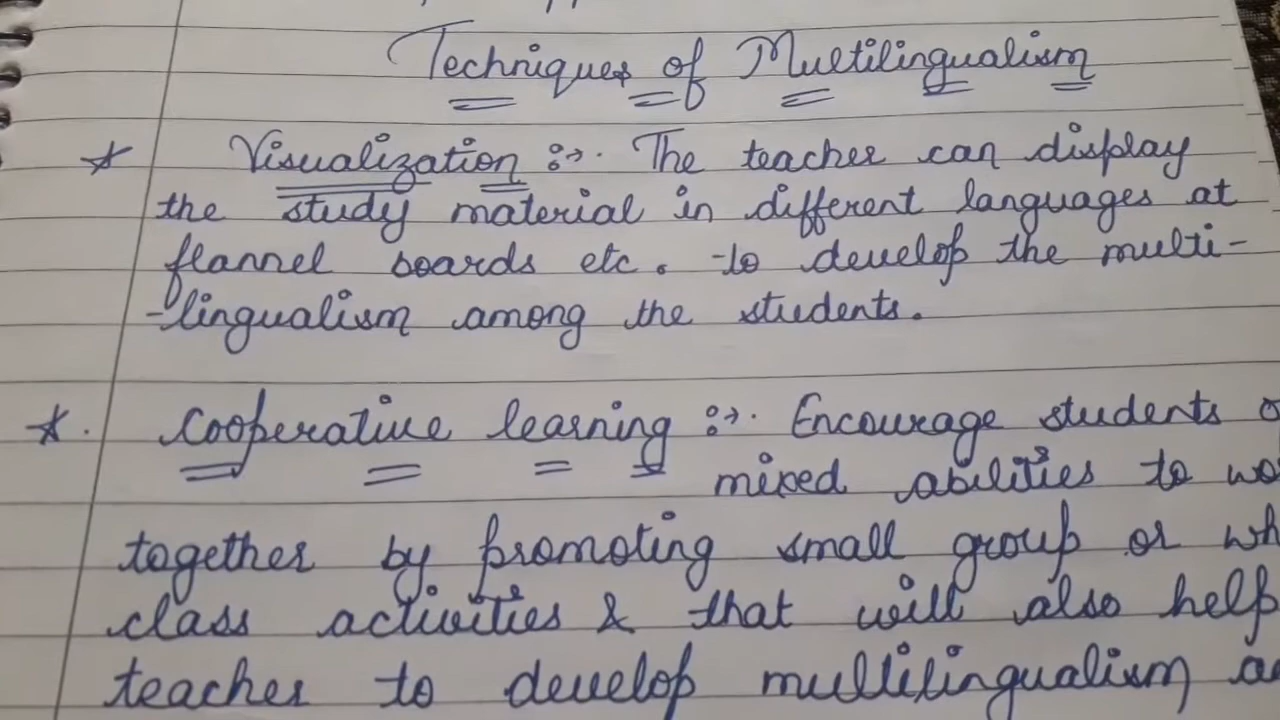 Techniques of Multilingualism
* Visualization :→. The teacher can display
the study material in different languages at
flannel boards etc. to develop the multi-
-lingualism among the students.
*. Cooperative learning :→. Encourage students
mixed abilities to
together by promoting small group or
class activities & that will also help
teacher to develop multilingualism